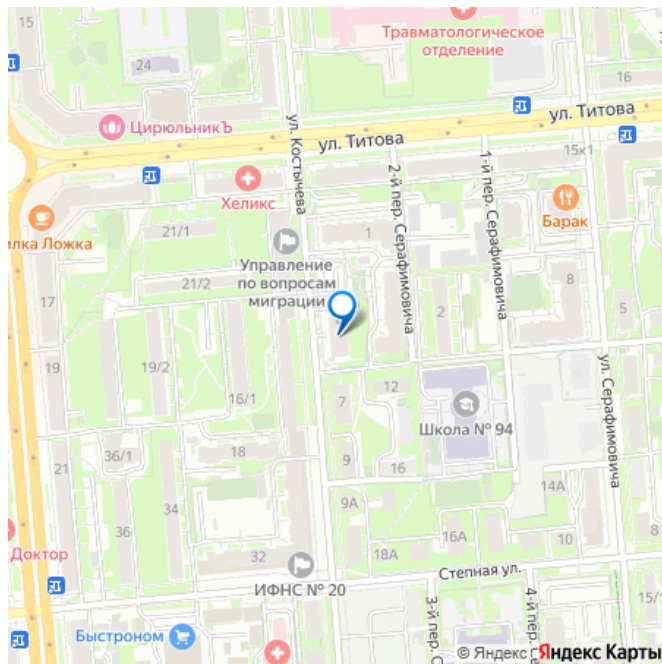 15
24
Травматологическое
отделение
16
ЦирюльникЪ
ул. Титова
ул. Титова
ул. Костычева
15к1
Хеликс
2-й пер. Серафимовича
1-й пер. Серафимовича
Барак
илка Ложка
21/1
1
Управление
по вопросам
миграции
21/2
8
17
2
5
19
19/2
ул. Серафимовича
16/1
7
12
Школа № 94
36/1
18
9
16
21
34
9А
14А
36
16А
Доктор
32
18А
10
ИФНС № 20
Степная ул.
3-й пер. С
4-й пер. Се
Быстроном
© Яндекс Яндекс Карты